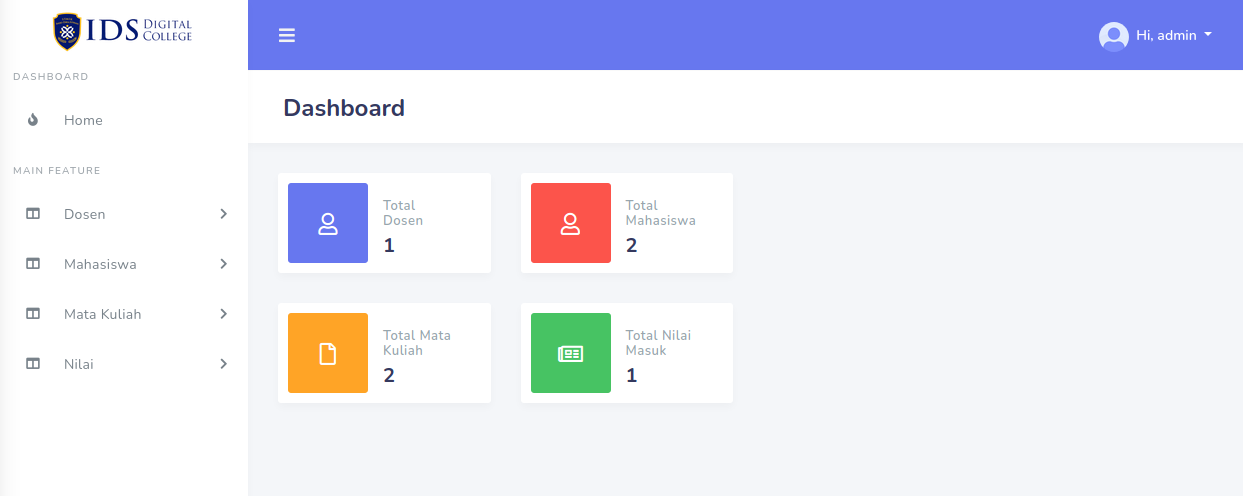 IDS DIGITAL COLLEGE
Hi, admin
DASHBOARD
Home
MAIN FEATURE
Dosen
Mahasiswa
Mata Kuliah
Nilai
Dashboard
Total
Dosen
1
Total
Mahasiswa
2
Total Mata
Kuliah
2
Total Nilai
Masuk
1